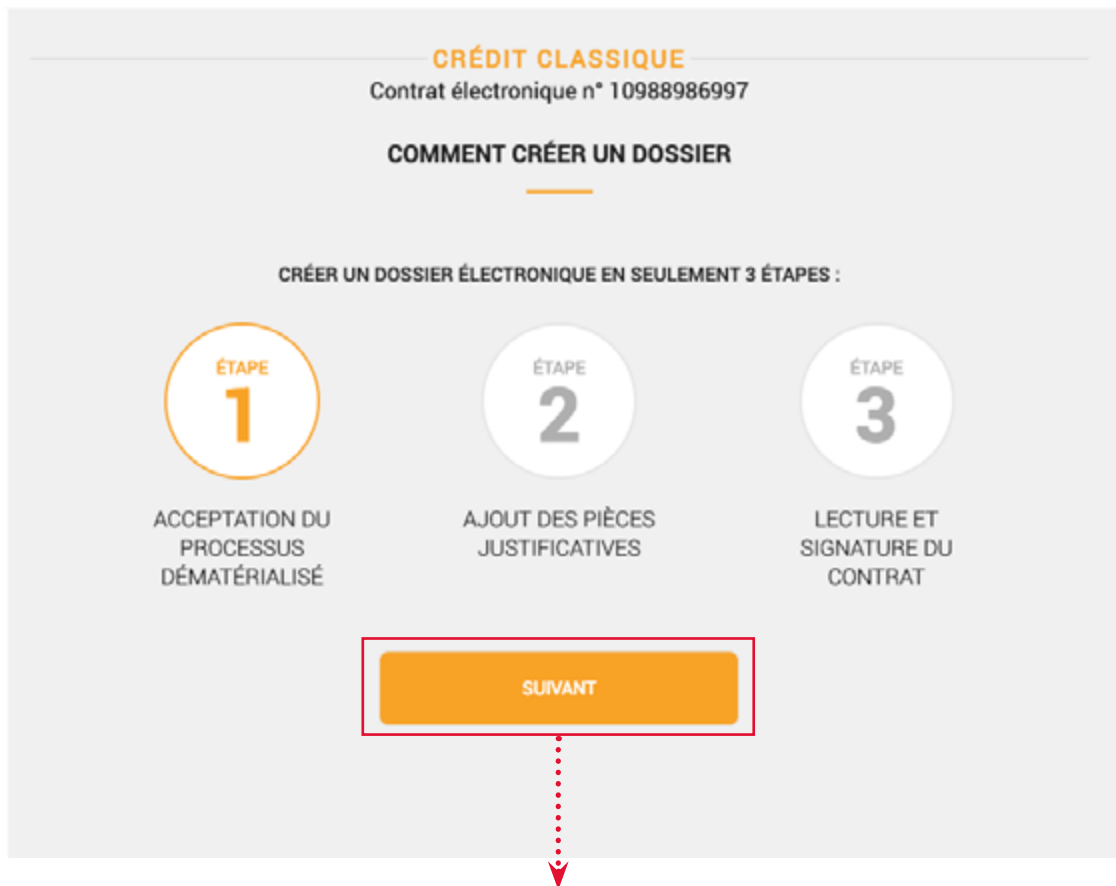 CRÉDIT CLASSIQUE
Contrat électronique n° 10988986997
COMMENT CRÉER UN DOSSIER
CRÉER UN DOSSIER ÉLECTRONIQUE EN SEULEMENT 3 ÉTAPES :
ÉTAPE
1
ACCEPTATION DU
PROCESSUS
DÉMATÉRIALISÉ
ÉTAPE
2
AJOUT DES PIÈCES
JUSTIFICATIVES
ÉTAPE
3
LECTURE ET
SIGNATURE DU
CONTRAT
SUIVANT